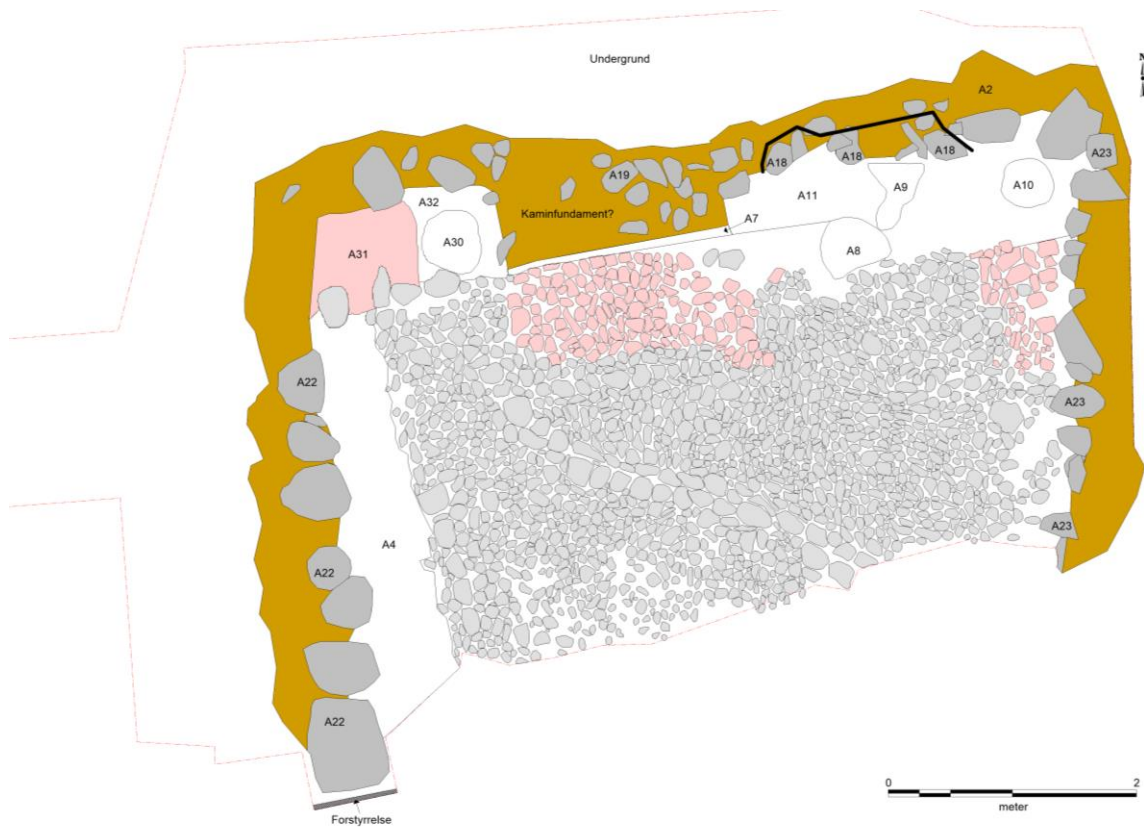 Undergrund
N
A2
A18
A18
A18
A23
A19
A32
A9
A10
A11
Kaminfundament?
A7
A30
A31
A8
A22
A23
A23
A4
A22
A22
0
2
meter
Forstyrrelse